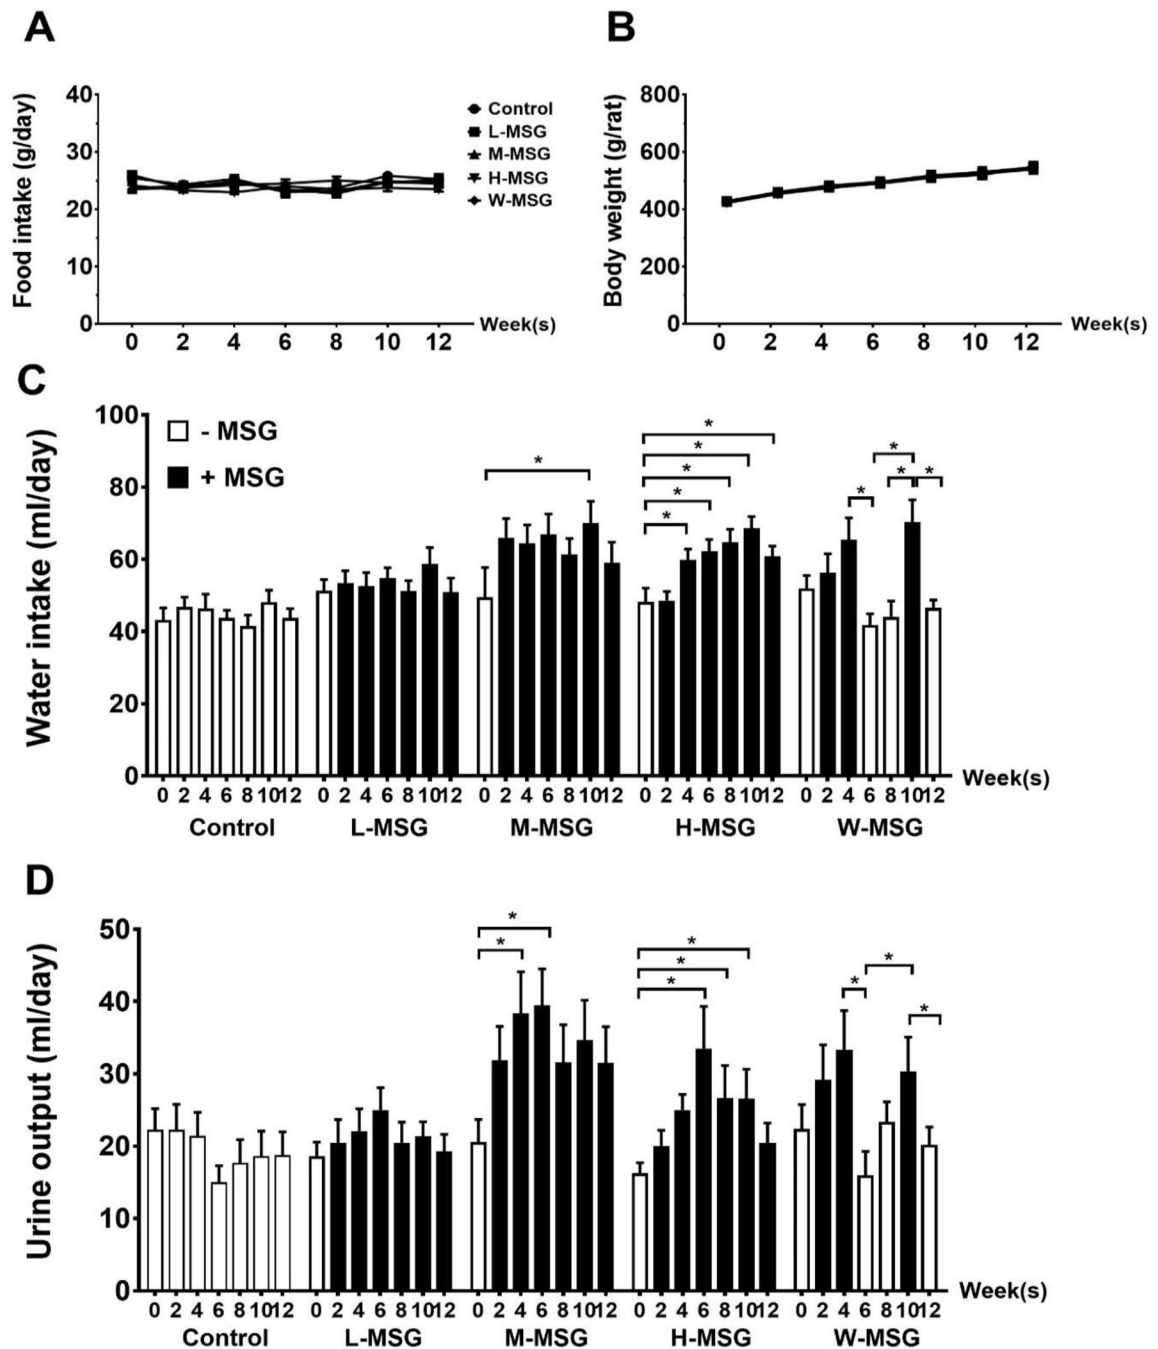 A
B
Food intake (g/day)
40
30
20
10
0
0 2 4 6 8 10 12
Week(s)
Control
L-MSG
M-MSG
H-MSG
W-MSG
Body weight (g/rat)
800
600
400
200
0
0 2 4 6 8 10 12
Week(s)
C
Water intake (ml/day)
100
80
60
40
20
0
- MSG
+ MSG
* * * * * * * * * *
0 2 4 6 8 10 12 0 2 4 6 8 10 12 0 2 4 6 8 10 12 0 2 4 6 8 10 12 0 2 4 6 8 10 12
Week(s)
Control L-MSG M-MSG H-MSG W-MSG
D
Urine output (ml/day)
50
40
30
20
10
0
* * * * * * * *
0 2 4 6 8 10 12 0 2 4 6 8 10 12 0 2 4 6 8 10 12 0 2 4 6 8 10 12 0 2 4 6 8 10 12
Week(s)
Control L-MSG M-MSG H-MSG W-MSG